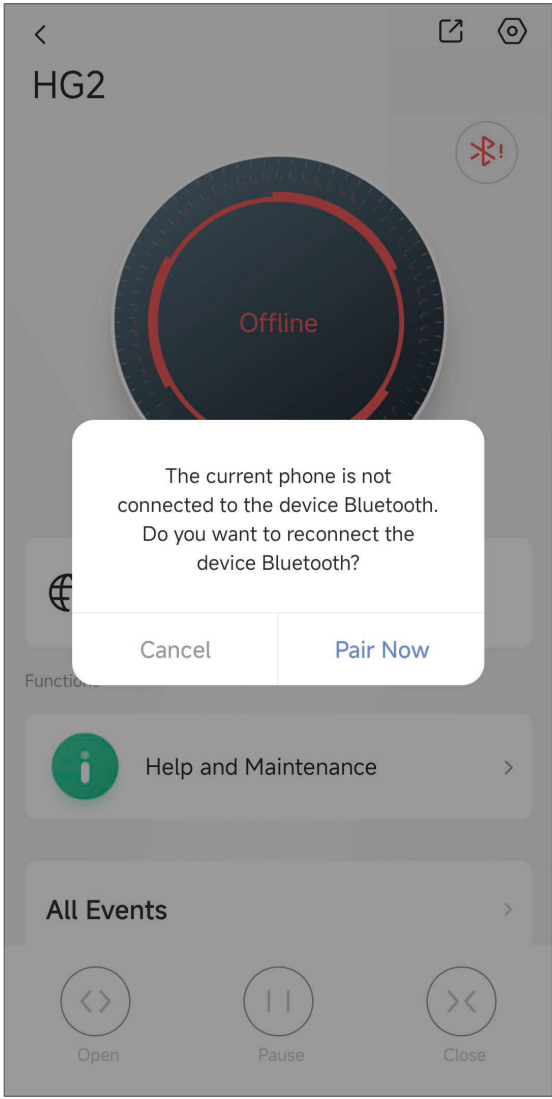 HG2
Offline
The current phone is not
connected to the device Bluetooth.
Do you want to reconnect the
device Bluetooth?
Cancel
Pair Now
Functions
Help and Maintenance
All Events
Open
Pause
Close